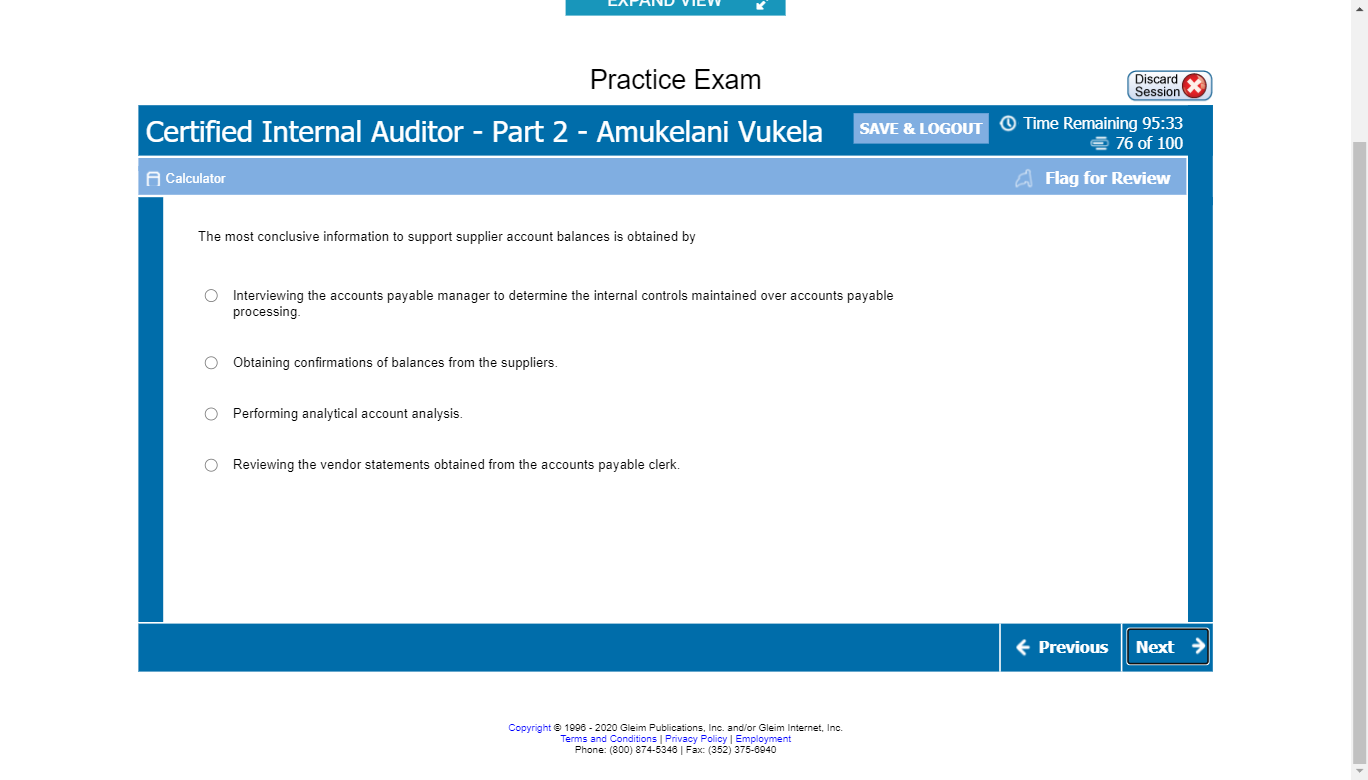 EXPAND VIEW
Practice Exam
Discard
Session
Certified Internal Auditor - Part 2 - Amukelani Vukela
SAVE & LOGOUT
Time Remaining 95:33
76 of 100
Calculator
Flag for Review
The most conclusive information to support supplier account balances is obtained by
Interviewing the accounts payable manager to determine the internal controls maintained over accounts payable
processing.
Obtaining confirmations of balances from the suppliers.
Performing analytical account analysis.
Reviewing the vendor statements obtained from the accounts payable clerk.
Previous
Next
Copyright © 1996 - 2020 Gleim Publications, Inc. and/or Gleim Internet, Inc.
Terms and Conditions | Privacy Policy | Employment
Phone: (800) 874-5346 | Fax: (352) 375-6940